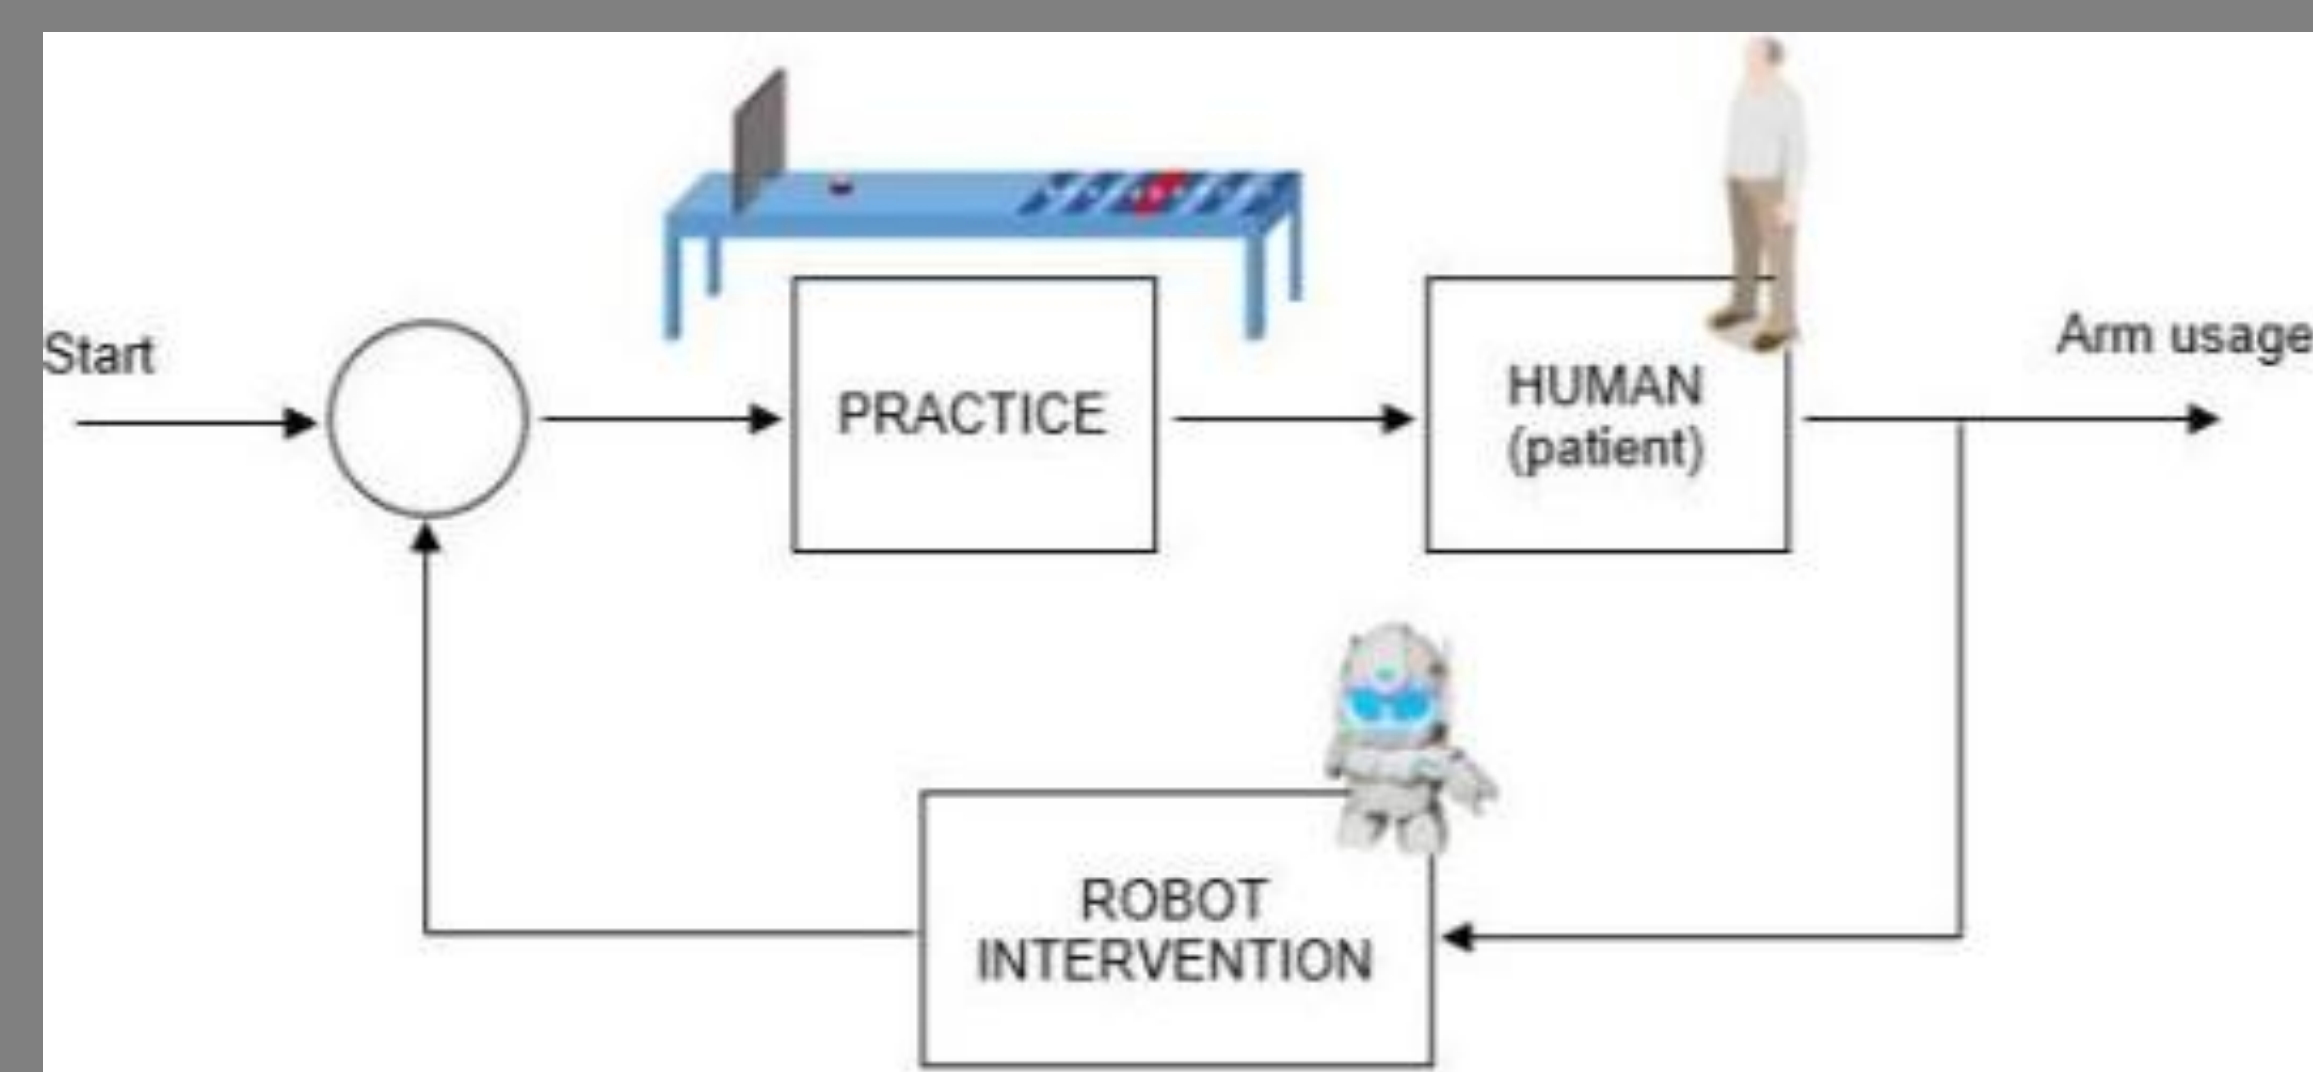 Start
PRACTICE
HUMAN
(patient)
Arm usage
ROBOT
INTERVENTION